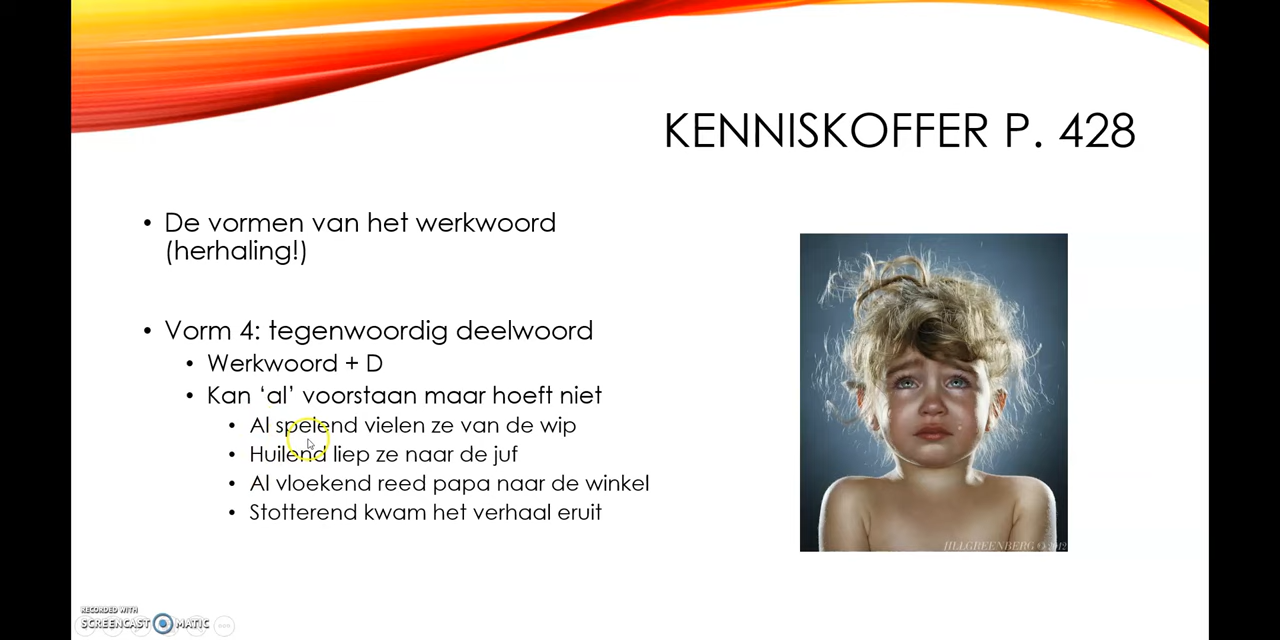 KENNISKOFFER P. 428
• De vormen van het werkwoord
(herhaling!)
• Vorm 4: tegenwoordig deelwoord
• Werkwoord + D
• Kan ‘al’ voorstaan maar hoeft niet
• Al spelend vielen ze van de wip
• Huilend liep ze naar de juf
• Al vloekend reed papa naar de winkel
• Stotterend kwam het verhaal eruit
RECORDED WITH
SCREENCAST MATIC